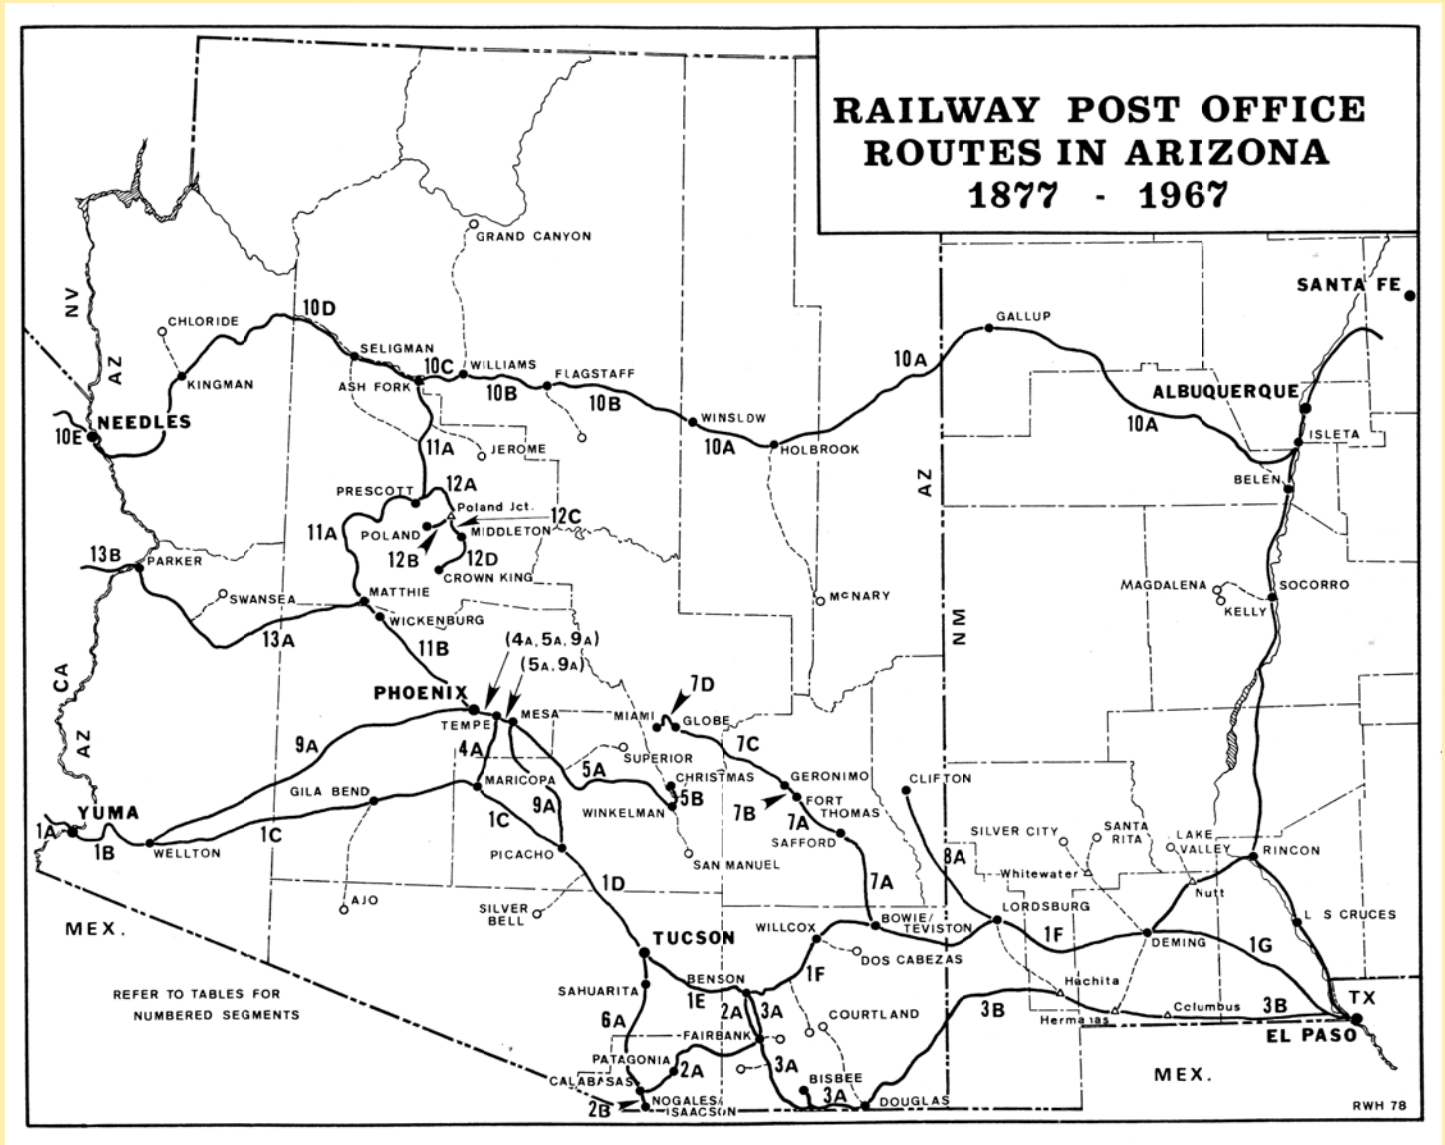 RAILWAY POST OFFICE
ROUTES IN ARIZONA
1877 - 1967
GRAND CANYON
SANTA FE
NV
AZ
CHLORIDE
10D
SELIGMAN
KINGMAN
ASH FORK
10C
WILLIAMS
10B
FLAGSTAFF
10B
WINSLOW
10A
HOLBROOK
10A
GALLUP
10A
ALBUQUERQUE
ISLETA
BELEN
10E
NEEDLES
11A
JEROME
AZ
NM
PRESCOTT
12A
Poland Jct.
12C
POLAND
MIDDLETON
11A
12B
12D
CROWN KING
13B
PARKER
SWANSEA
MATTHIE
WICKENBURG
13A
11B
McNARY
MAGDALENA
KELLY
SOCORRO
(4A, 5A, 9A)
(5A, 9A)
CA
AZ
PHOENIX
TEMPE
MESA
7D
MIAMI
GLOBE
7C
9A
4A
SUPERIOR
5A
CHRISTMAS
5B
WINKELMAN
GERONIMO
7B
FORT
THOMAS
7A
SAFFORD
CLIFTON
MARICOPA
GILA BEND
9A
1C
PICACHO
SAN MANUEL
YUMA
1A
1B
WELLTON
1C
8A
SILVER CITY
SANTA
RITA
LAKE
VALLEY
RINCON
Whitewater
Nutt
AJO
SILVER
BELL
1D
7A
LORDSBURG
BOWIE/
TEVISTON
WILLCOX
DOS CABEZAS
1F
DEMING
1G
L S CRUCES
MEX.
TUCSON
BENSON
1E
1F
SAHUARITA
6A
2A
3A
FAIRBANK
COURTLAND
3B
Hachita
Hermanas
Columbus
3B
TX
EL PASO
REFER TO TABLES FOR
NUMBERED SEGMENTS
PATAGONIA
2A
3A
CALABASAS
2B
NOGALES/
ISAACSON
BISBEE
3A
DOUGLAS
MEX.
RWH 78